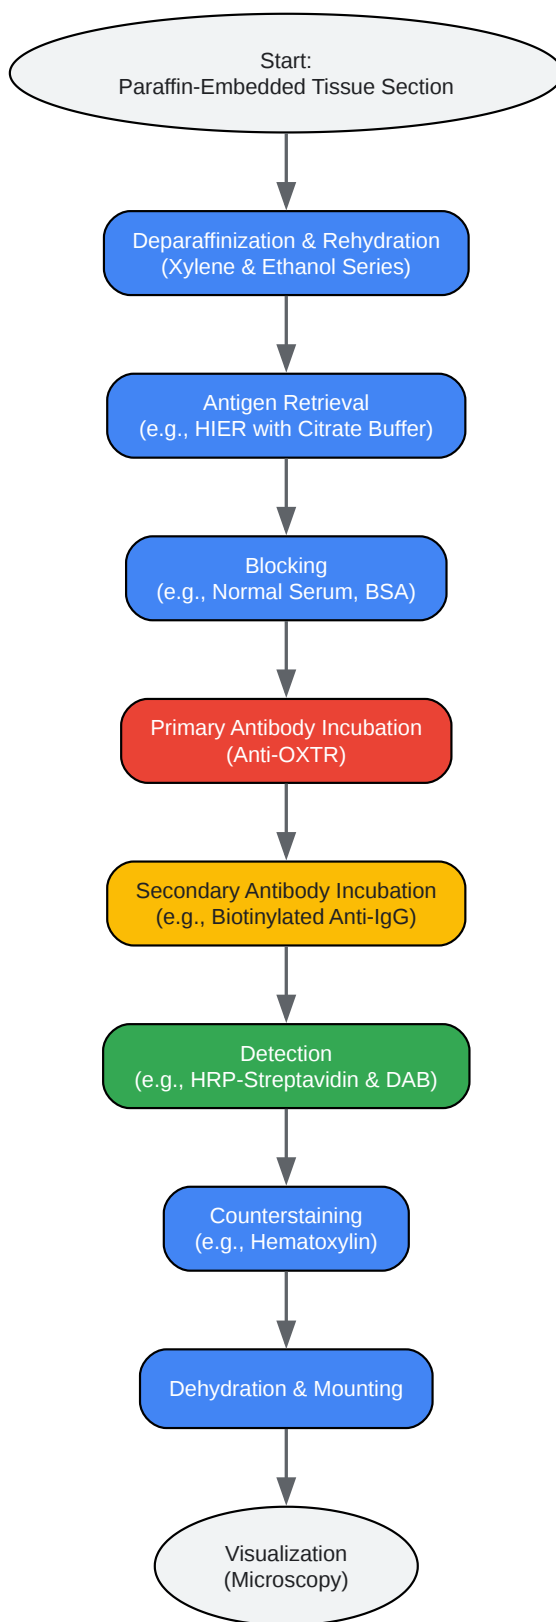 Start:
Paraffin-Embedded Tissue Section
Deparaffinization & Rehydration
(Xylene & Ethanol Series)
Antigen Retrieval
(e.g., HIER with Citrate Buffer)
Blocking
(e.g., Normal Serum, BSA)
Primary Antibody Incubation
(Anti-OXTR)
Secondary Antibody Incubation
(e.g., Biotinylated Anti-IgG)
Detection
(e.g., HRP-Streptavidin & DAB)
Counterstaining
(e.g., Hematoxylin)
Dehydration & Mounting
Visualization
(Microscopy)